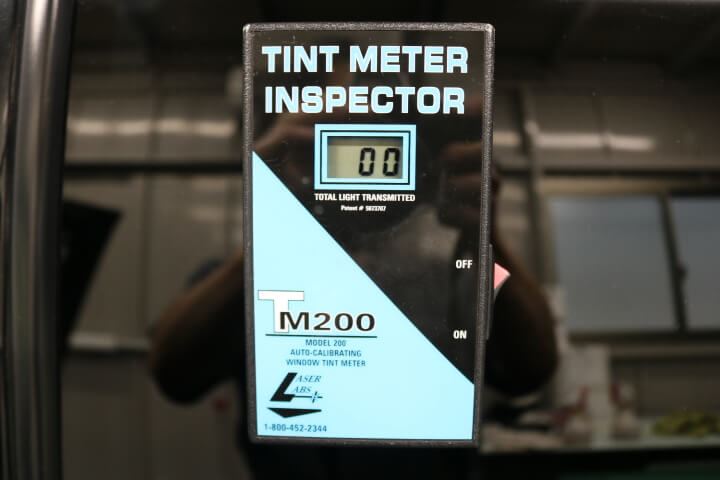 TINT METER
INSPECTOR
00
TOTAL LIGHT TRANSMITTED
Patent # 5673707
OFF
TM200
ON
MODEL 200
AUTO-CALIBRATING
WINDOW TINT METER
LASER
LABS
1-800-452-2344